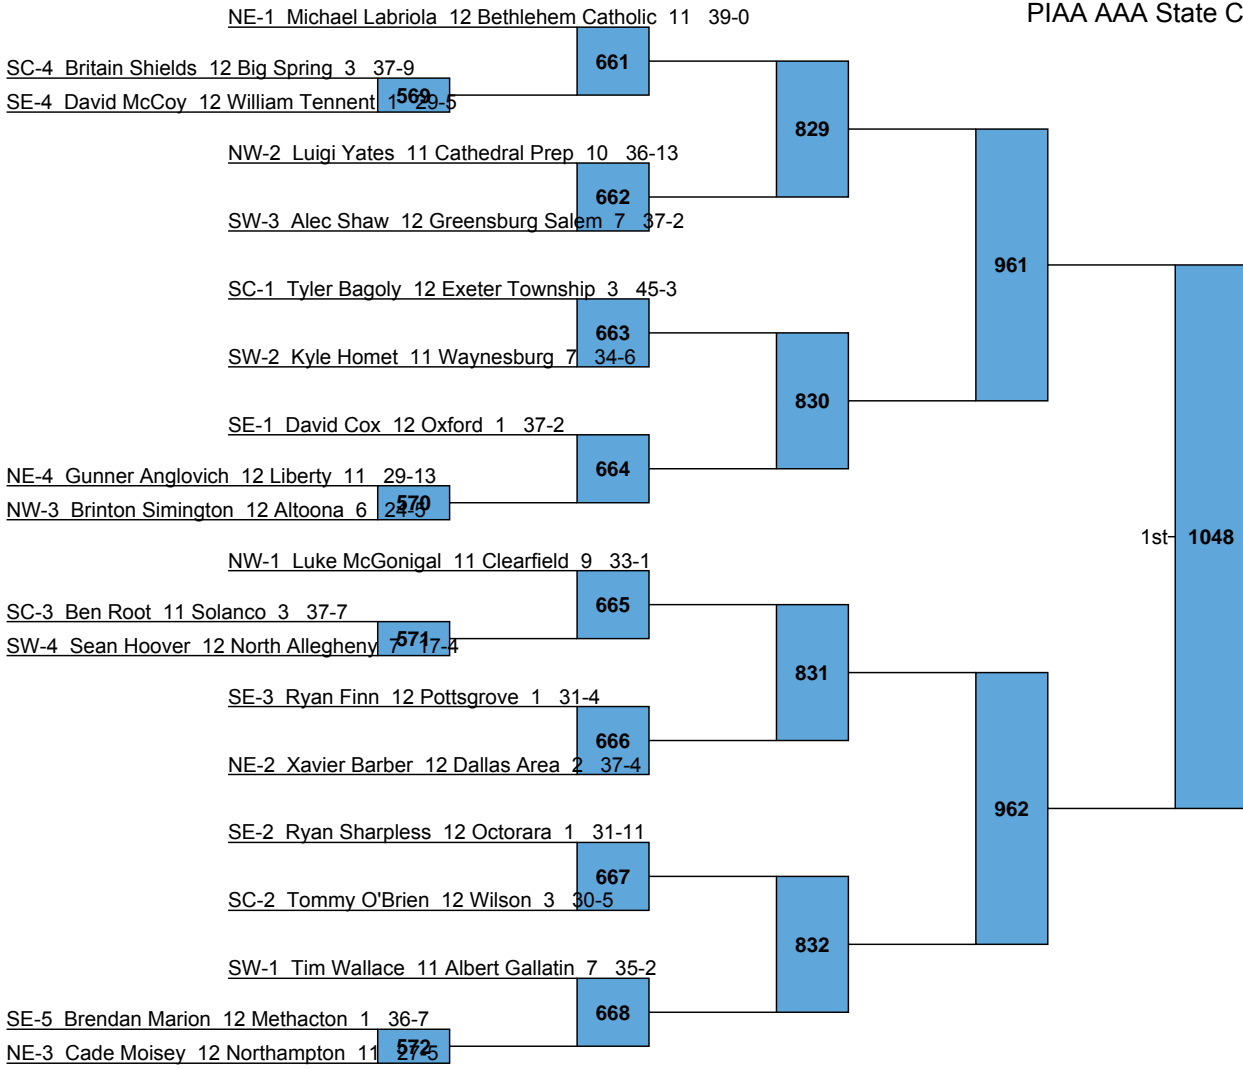 NE-1 Michael Labriola 12 Bethlehem Catholic 11 39-0
PIAA AAA State C
661
SC-4 Britain Shields 12 Big Spring 3 37-9
569
SE-4 David McCoy 12 William Tennent 1 29-5
829
NW-2 Luigi Yates 11 Cathedral Prep 10 36-13
662
SW-3 Alec Shaw 12 Greensburg Salem 7 37-2
961
SC-1 Tyler Bagoly 12 Exeter Township 3 45-3
663
SW-2 Kyle Homet 11 Waynesburg 7 34-6
830
SE-1 David Cox 12 Oxford 1 37-2
664
NE-4 Gunner Anglovich 12 Liberty 11 29-13
570
NW-3 Brinton Simington 12 Altoona 6 24-5
1st 1048
NW-1 Luke McGonigal 11 Clearfield 9 33-1
665
SC-3 Ben Root 11 Solanco 3 37-7
571
SW-4 Sean Hoover 12 North Allegheny 7 17-4
831
SE-3 Ryan Finn 12 Pottsgrove 1 31-4
666
NE-2 Xavier Barber 12 Dallas Area 2 37-4
962
SE-2 Ryan Sharpless 12 Octorara 1 31-11
667
SC-2 Tommy O'Brien 12 Wilson 3 30-5
832
SW-1 Tim Wallace 11 Albert Gallatin 7 35-2
668
SE-5 Brendan Marion 12 Methacton 1 36-7
572
NE-3 Cade Moisey 12 Northampton 11 27-5